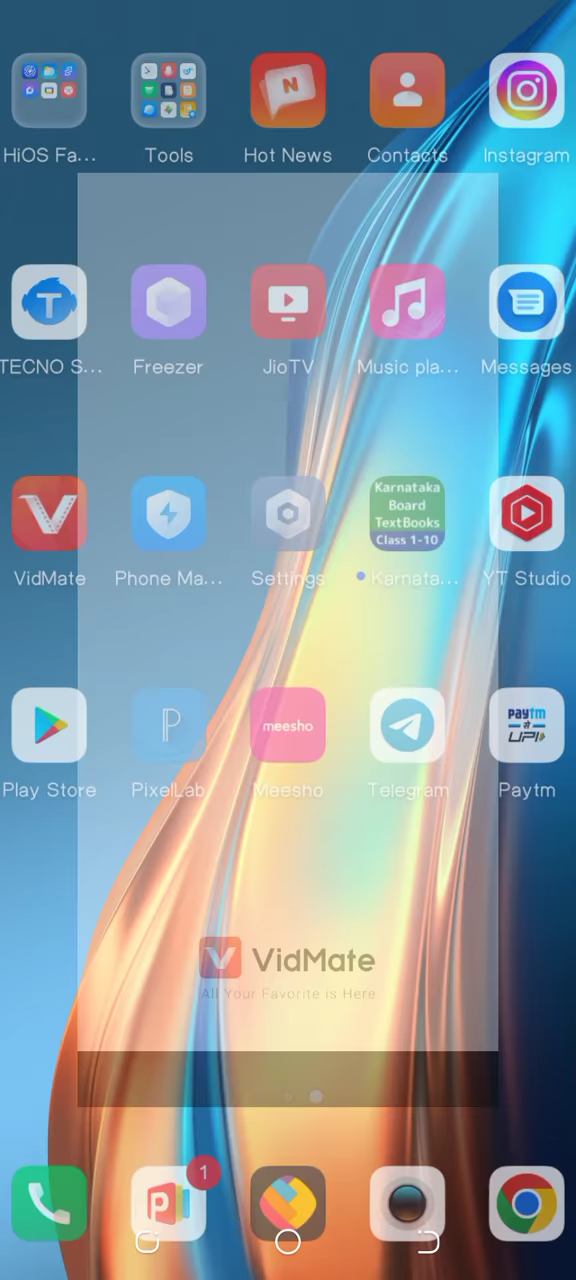 N
HiOS Fa...
Tools
Hot News
Contacts
Instagram
T
TECNO S...
Freezer
JioTV
Music pla...
Messages
Karnataka
Board
TextBooks
Class 1-10
VidMate
Phone Ma...
Settings
Karnata...
YT Studio
P
meesho
paytm
से
UPI
Play Store
PixelLab
Meesho
Telegram
Paytm
VidMate
All Your Favorite is Here
1
P